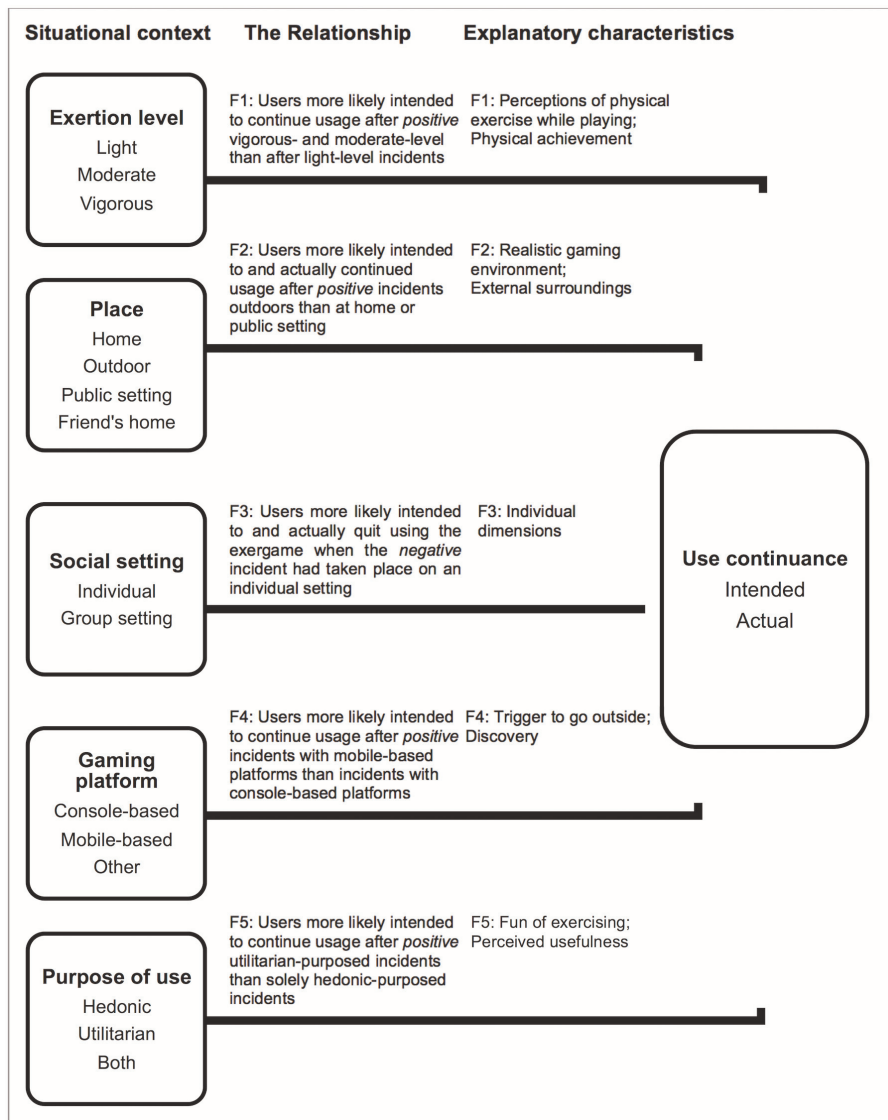 Situational context
The Relationship
Explanatory characteristics
Exertion level
Light
Moderate
Vigorous
F1: Users more likely intended
to continue usage after positive
vigorous- and moderate-level
than after light-level incidents
F1: Perceptions of physical
exercise while playing;
Physical achievement
Place
Home
Outdoor
Public setting
Friend's home
F2: Users more likely intended
to and actually continued
usage after positive incidents
outdoors than at home or
public setting
F2: Realistic gaming
environment;
External surroundings
Social setting
Individual
Group setting
F3: Users more likely intended
to and actually quit using the
exergame when the negative
incident had taken place on an
individual setting
F3: Individual
dimensions
Use continuance
Intended
Actual
Gaming
platform
Console-based
Mobile-based
Other
F4: Users more likely intended
to continue usage after positive
incidents with mobile-based
platforms than incidents with
console-based platforms
F4: Trigger to go outside;
Discovery
Purpose of use
Hedonic
Utilitarian
Both
F5: Users more likely intended
to continue usage after positive
utilitarian-purposed incidents
than solely hedonic-purposed
incidents
F5: Fun of exercising;
Perceived usefulness